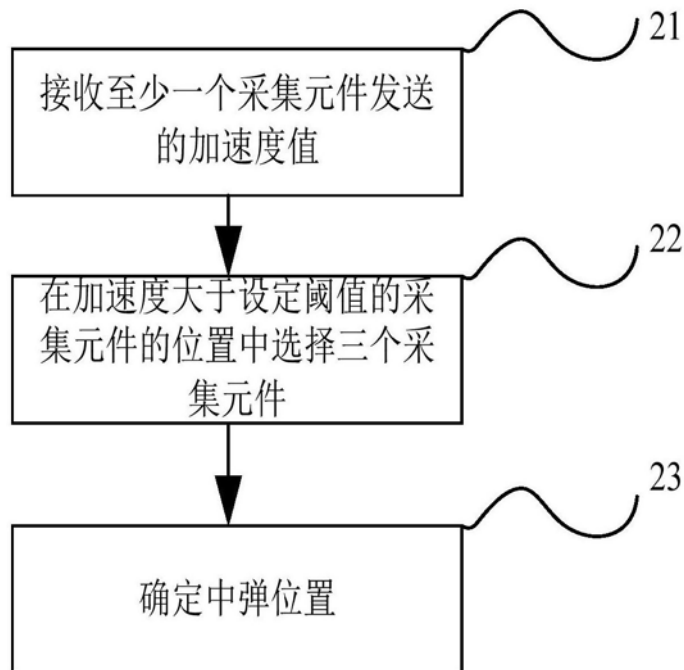 21
接收至少一个采集元件发送
的加速度值
22
在加速度大于设定阈值的采
集元件的位置中选择三个采
集元件
23
确定中弹位置